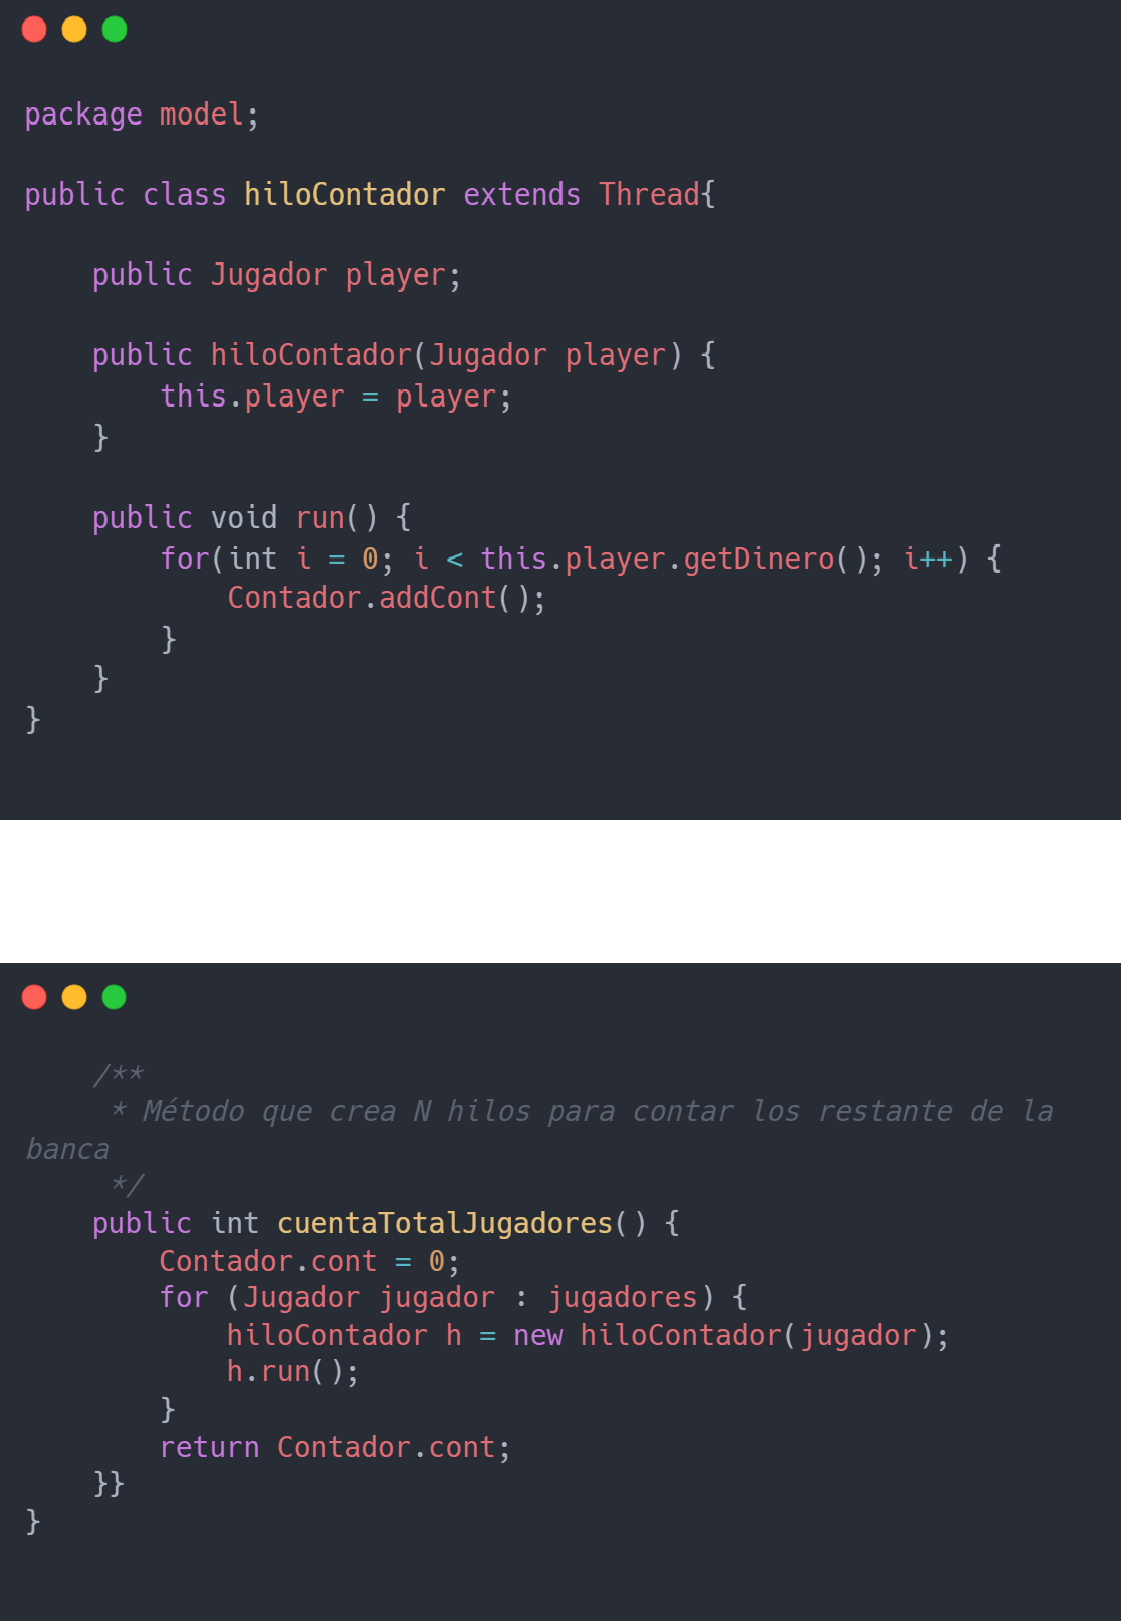 package model;
public class hiloContador extends Thread{
public Jugador player;
public hiloContador(Jugador player) {
this.player = player;
}
public void run() {
for(int i = 0; i < this.player.getDinero(); i++) {
Contador.addCont();
}
}
}
/**
* Método que crea N hilos para contar los restante de la
banca
*/
public int cuentaTotalJugadores() {
Contador.cont = 0;
for (Jugador jugador : jugadores) {
hiloContador h = new hiloContador(jugador);
h.run();
}
return Contador.cont;
}}
}